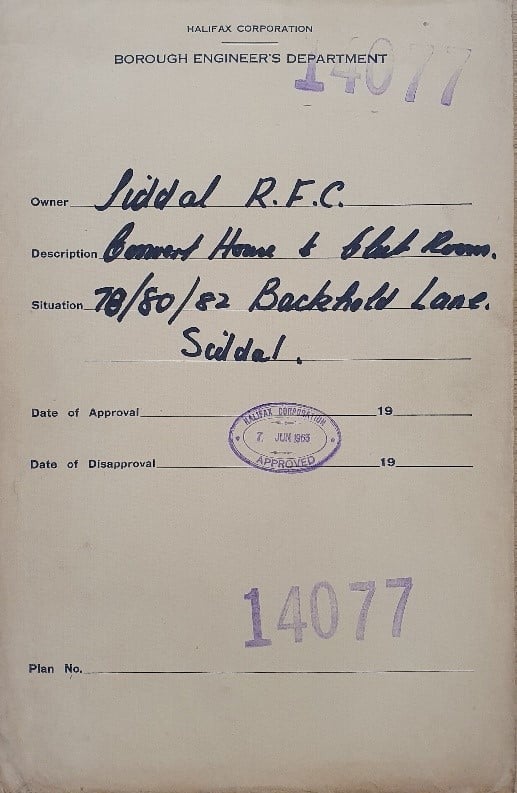 HALIFAX CORPORATION
BOROUGH ENGINEER'S DEPARTMENT
14077
Owner Siddal R.F.C.
Description Convert House to Club Room.
Situation 78/80/82 Backhold Lane.
Siddal.
Date of Approval 19
HALIFAX CORPORATION
7 JUN 1963
APPROVED
Date of Disapproval 19
14077
Plan No.